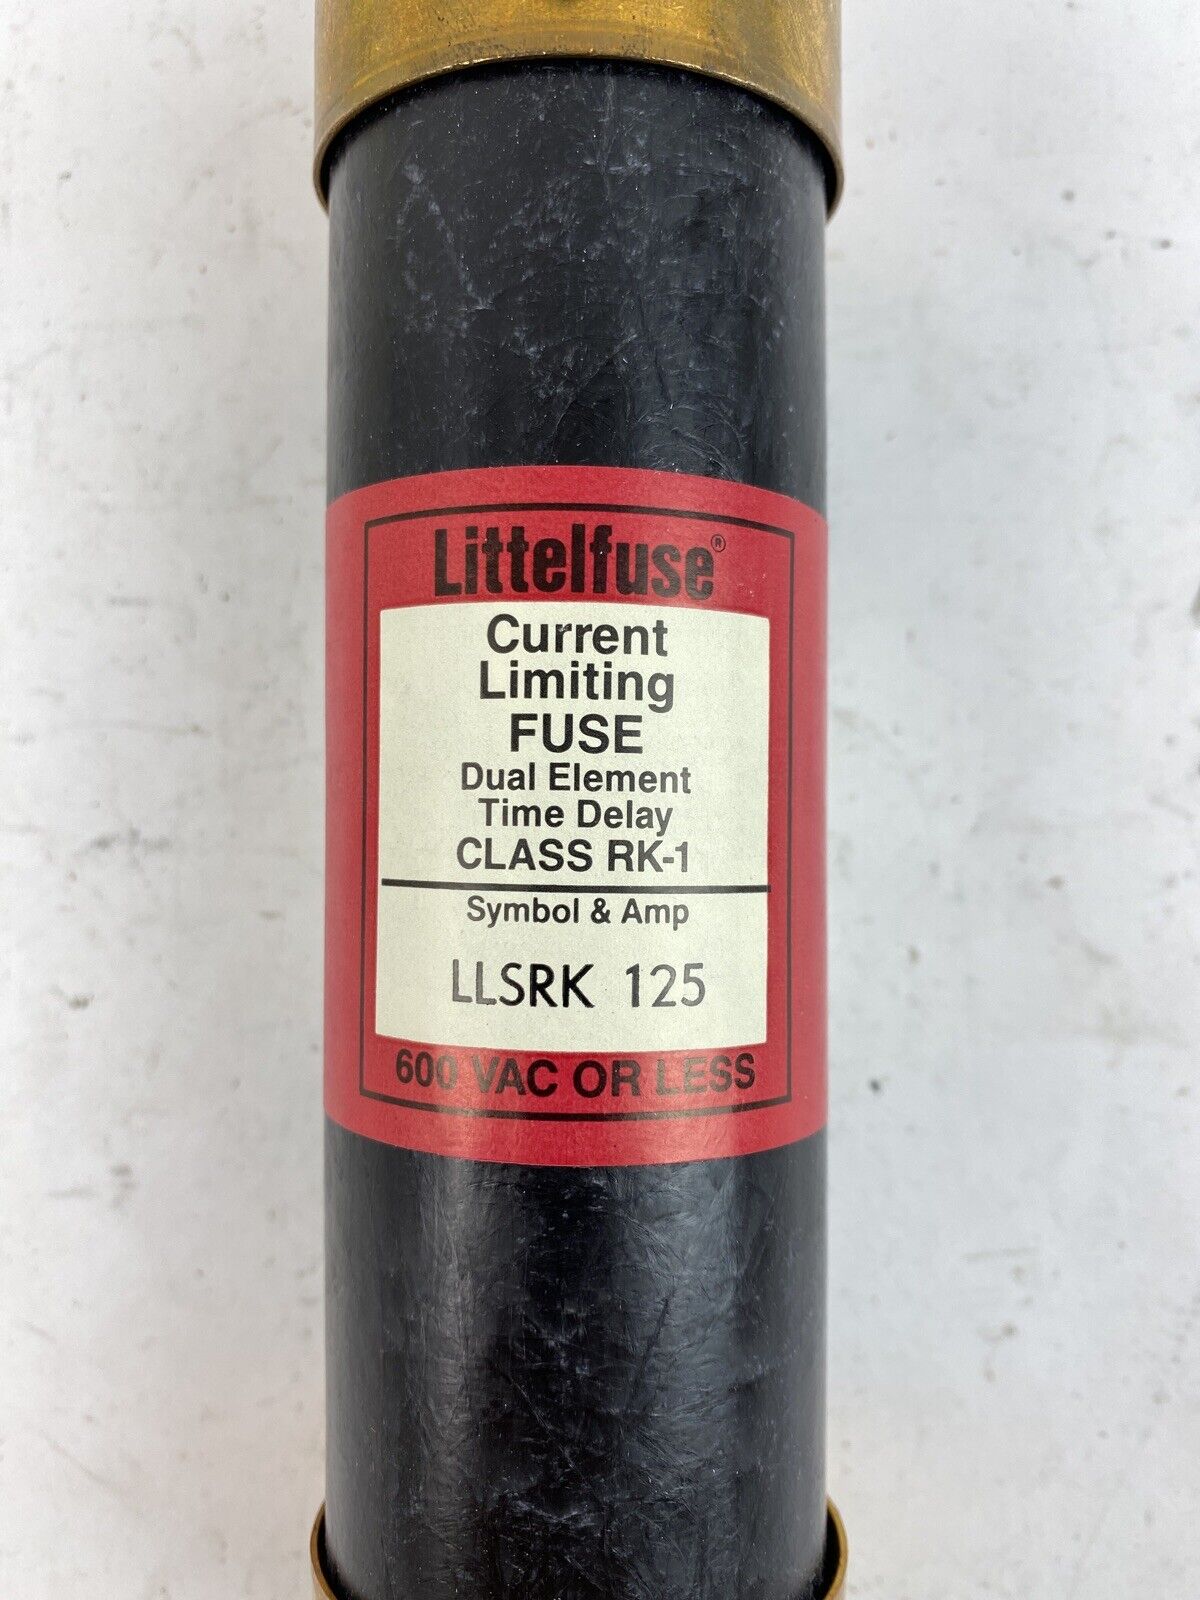 Littelfuse®
Current
Limiting
FUSE
Dual Element
Time Delay
CLASS RK-1
Symbol & Amp
LLSRK 125
600 VAC OR LESS